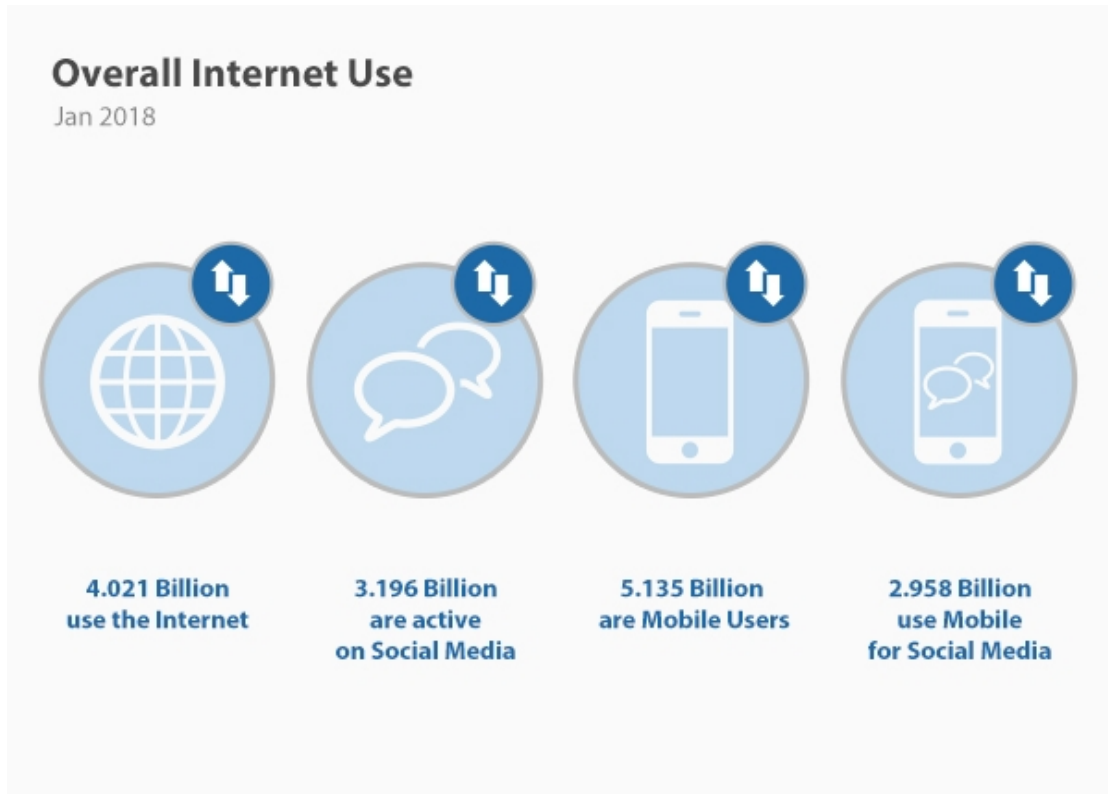 Overall Internet Use
Jan 2018
4.021 Billion
use the Internet
3.196 Billion
are active
on Social Media
5.135 Billion
are Mobile Users
2.958 Billion
use Mobile
for Social Media